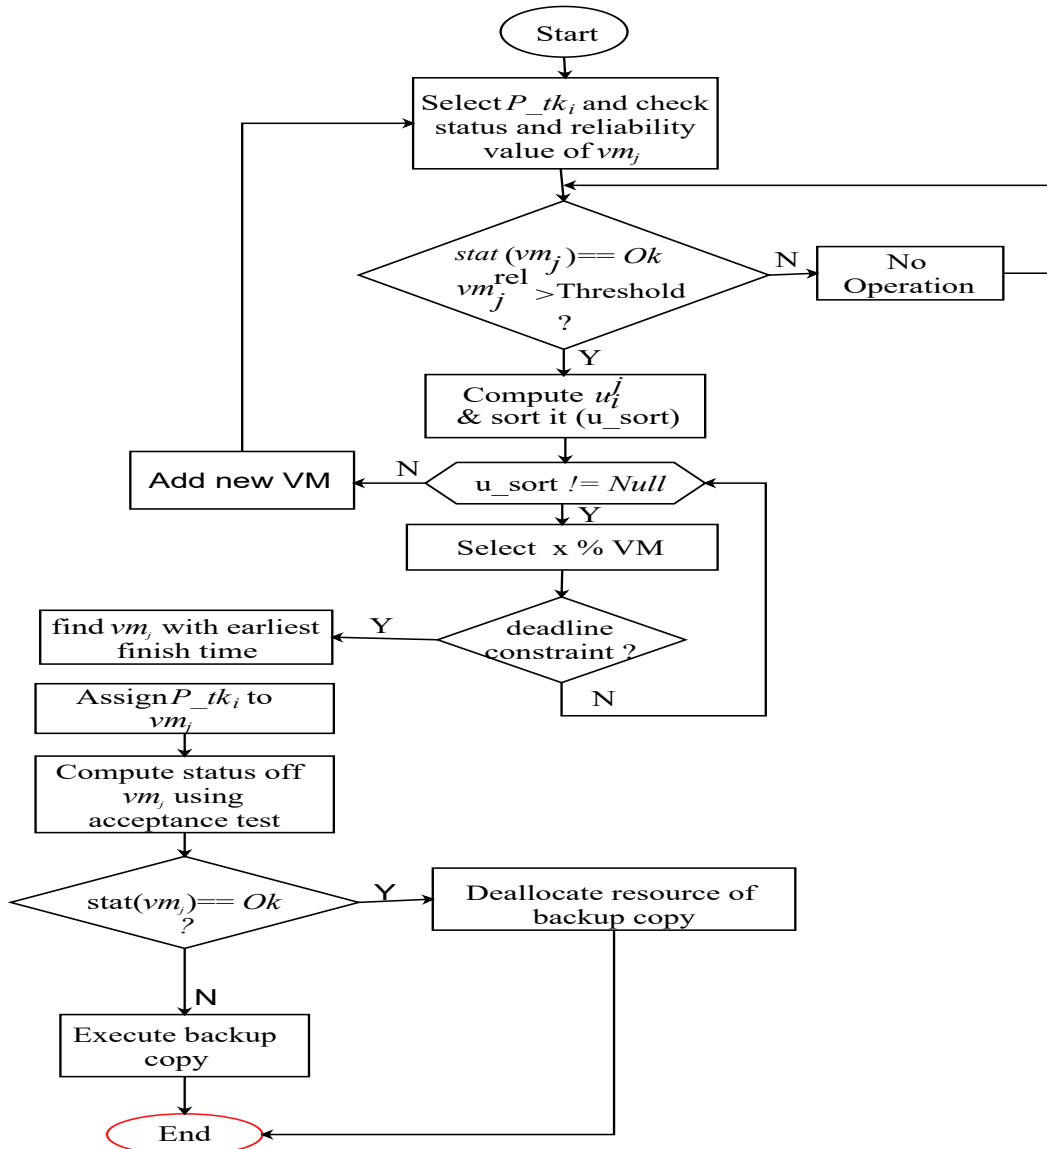 Start
Select P_tk_i and check
status and reliability
value of vm_j
stat (vm_j)== Ok
vm_j^rel >Threshold
?
N
No
Operation
Y
Compute u_i^j
& sort it (u_sort)
N
Add new VM
u_sort != Null
Y
Select x % VM
deadline
constraint ?
Y
find vm_j with earliest
finish time
N
Assign P_tk_i to
vm_j
Compute status off
vm_j using
acceptance test
stat(vm_j)== Ok
?
Y
Deallocate resource of
backup copy
N
Execute backup
copy
End